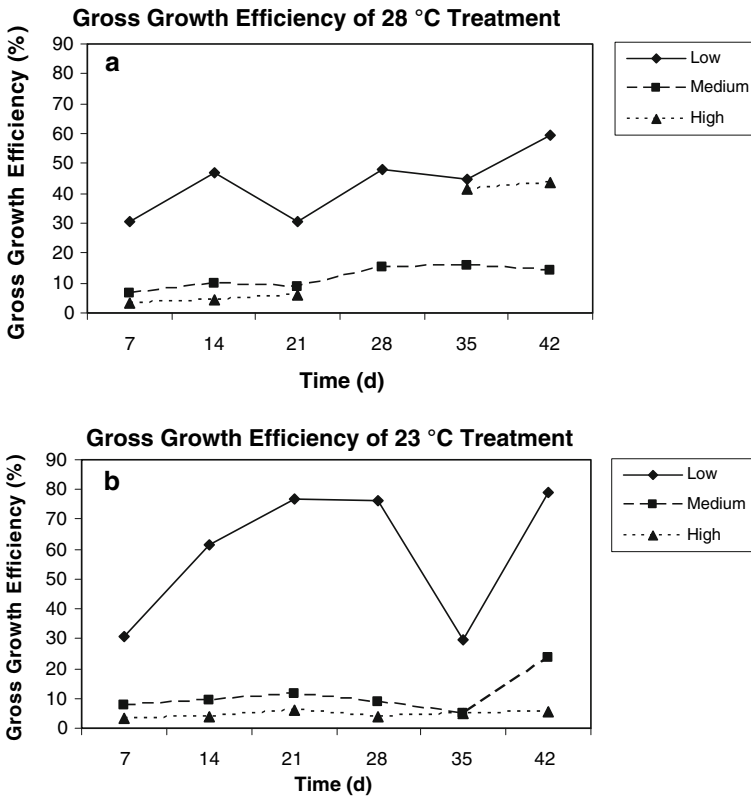 Gross Growth Efficiency of 28 °C Treatment
Gross Growth Efficiency (%)
90
80
70
60
50
40
30
20
10
0
a
7 14 21 28 35 42
Time (d)
Low
Medium
High
Gross Growth Efficiency of 23 °C Treatment
Gross Growth Efficiency (%)
90
80
70
60
50
40
30
20
10
0
b
7 14 21 28 35 42
Time (d)
Low
Medium
High